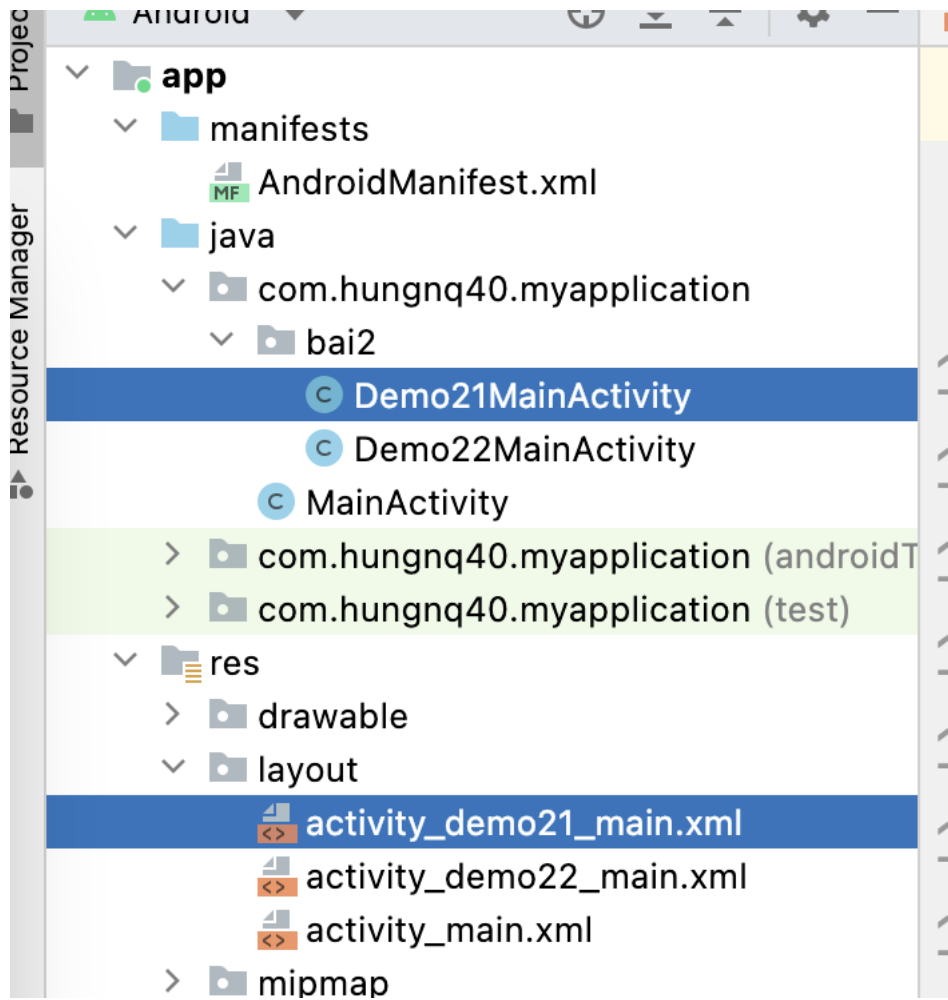 Android
Project
Resource Manager
app
manifests
MF AndroidManifest.xml
java
com.hungnq40.myapplication
bai2
C Demo21MainActivity
C Demo22MainActivity
C MainActivity
com.hungnq40.myapplication (androidT
com.hungnq40.myapplication (test)
res
drawable
layout
<> activity_demo21_main.xml
<> activity_demo22_main.xml
<> activity_main.xml
mipmap